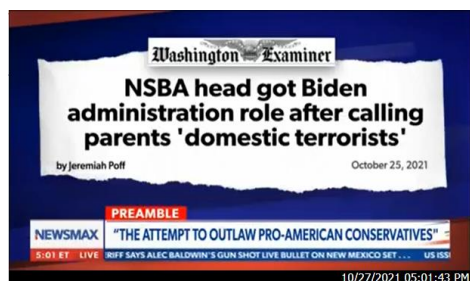 Washington Examiner
NSBA head got Biden
administration role after calling
parents 'domestic terrorists'
by Jeremiah Poff
October 25, 2021
PREAMBLE
NEWSMAX
"THE ATTEMPT TO OUTLAW PRO-AMERICAN CONSERVATIVES"
5:01 ET LIVE
RIFF SAYS ALEC BALDWIN'S GUN SHOT LIVE BULLET ON NEW MEXICO SET . . . US ISS
10/27/2021 05:01:43 PM